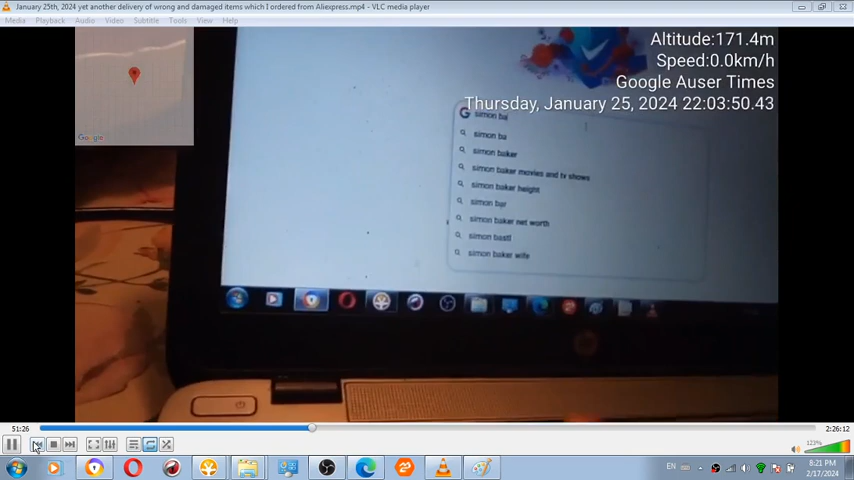 January 25th, 2024 yet another delivery of wrong and damaged items which I ordered from Aliexpress.mp4 - VLC media player
Media Playback Audio Video Subtitle Tools View Help
Altitude:171.4m
Speed:0.0km/h
Google Auser Times
Thursday, January 25, 2024 22:03:50.43
Google
simon ba
simon ba
simon baker
simon baker movies and tv shows
simon baker height
simon bar
simon baker net worth
simon baker wife
51:26
2:26:12
123%
EN
8:21 PM
2/17/2024